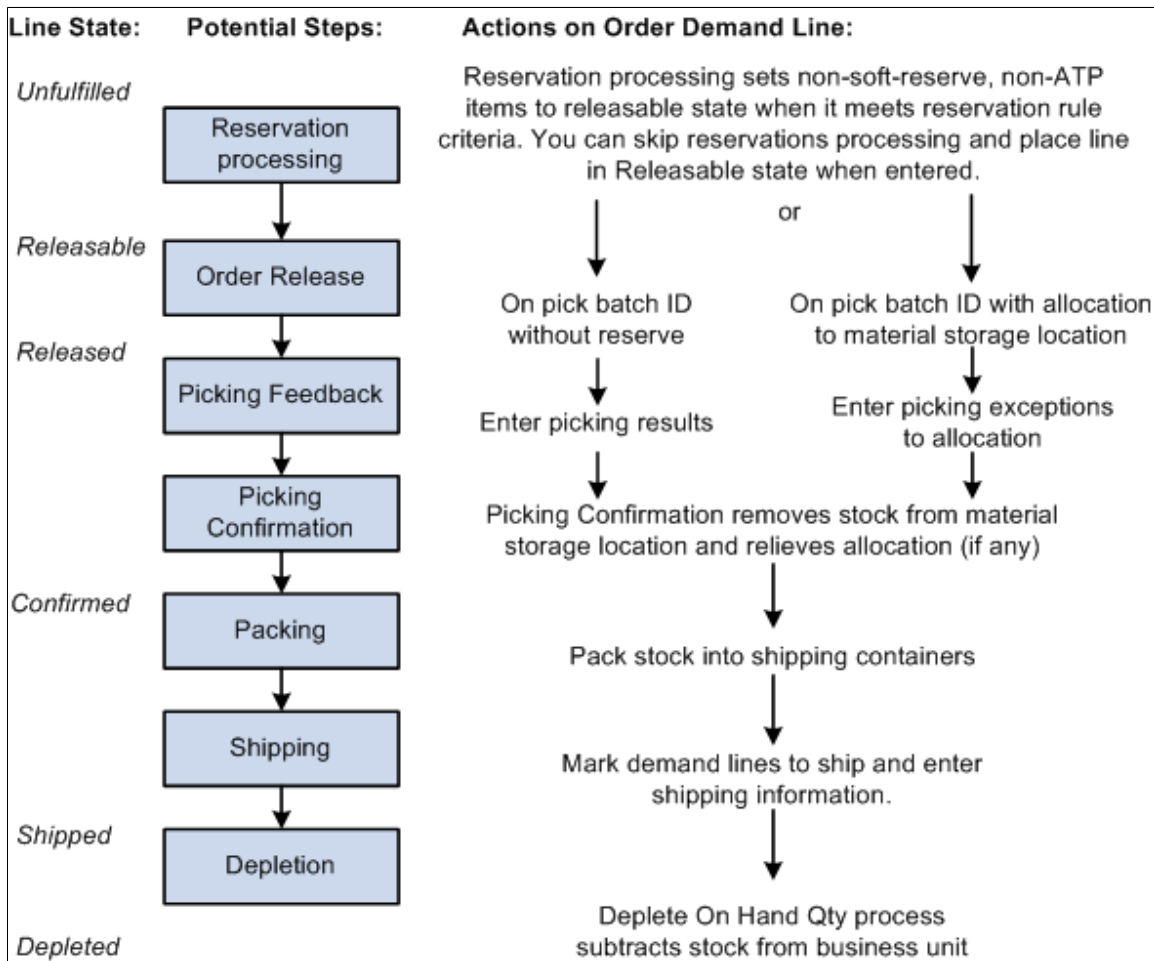 Line State: Potential Steps: Actions on Order Demand Line:
Unfulfilled
Reservation
processing
Reservation processing sets non-soft-reserve, non-ATP
items to releasable state when it meets reservation rule
criteria. You can skip reservations processing and place line
in Releasable state when entered.
or
Releasable
Order Release
On pick batch ID
without reserve
On pick batch ID with allocation
to material storage location
Released
Picking Feedback
Enter picking results
Enter picking exceptions
to allocation
Picking
Confirmation
Picking Confirmation removes stock from material
storage location and relieves allocation (if any)
Confirmed
Packing
Pack stock into shipping containers
Shipping
Mark demand lines to ship and enter
shipping information.
Shipped
Depletion
Deplete On Hand Qty process
subtracts stock from business unit
Depleted